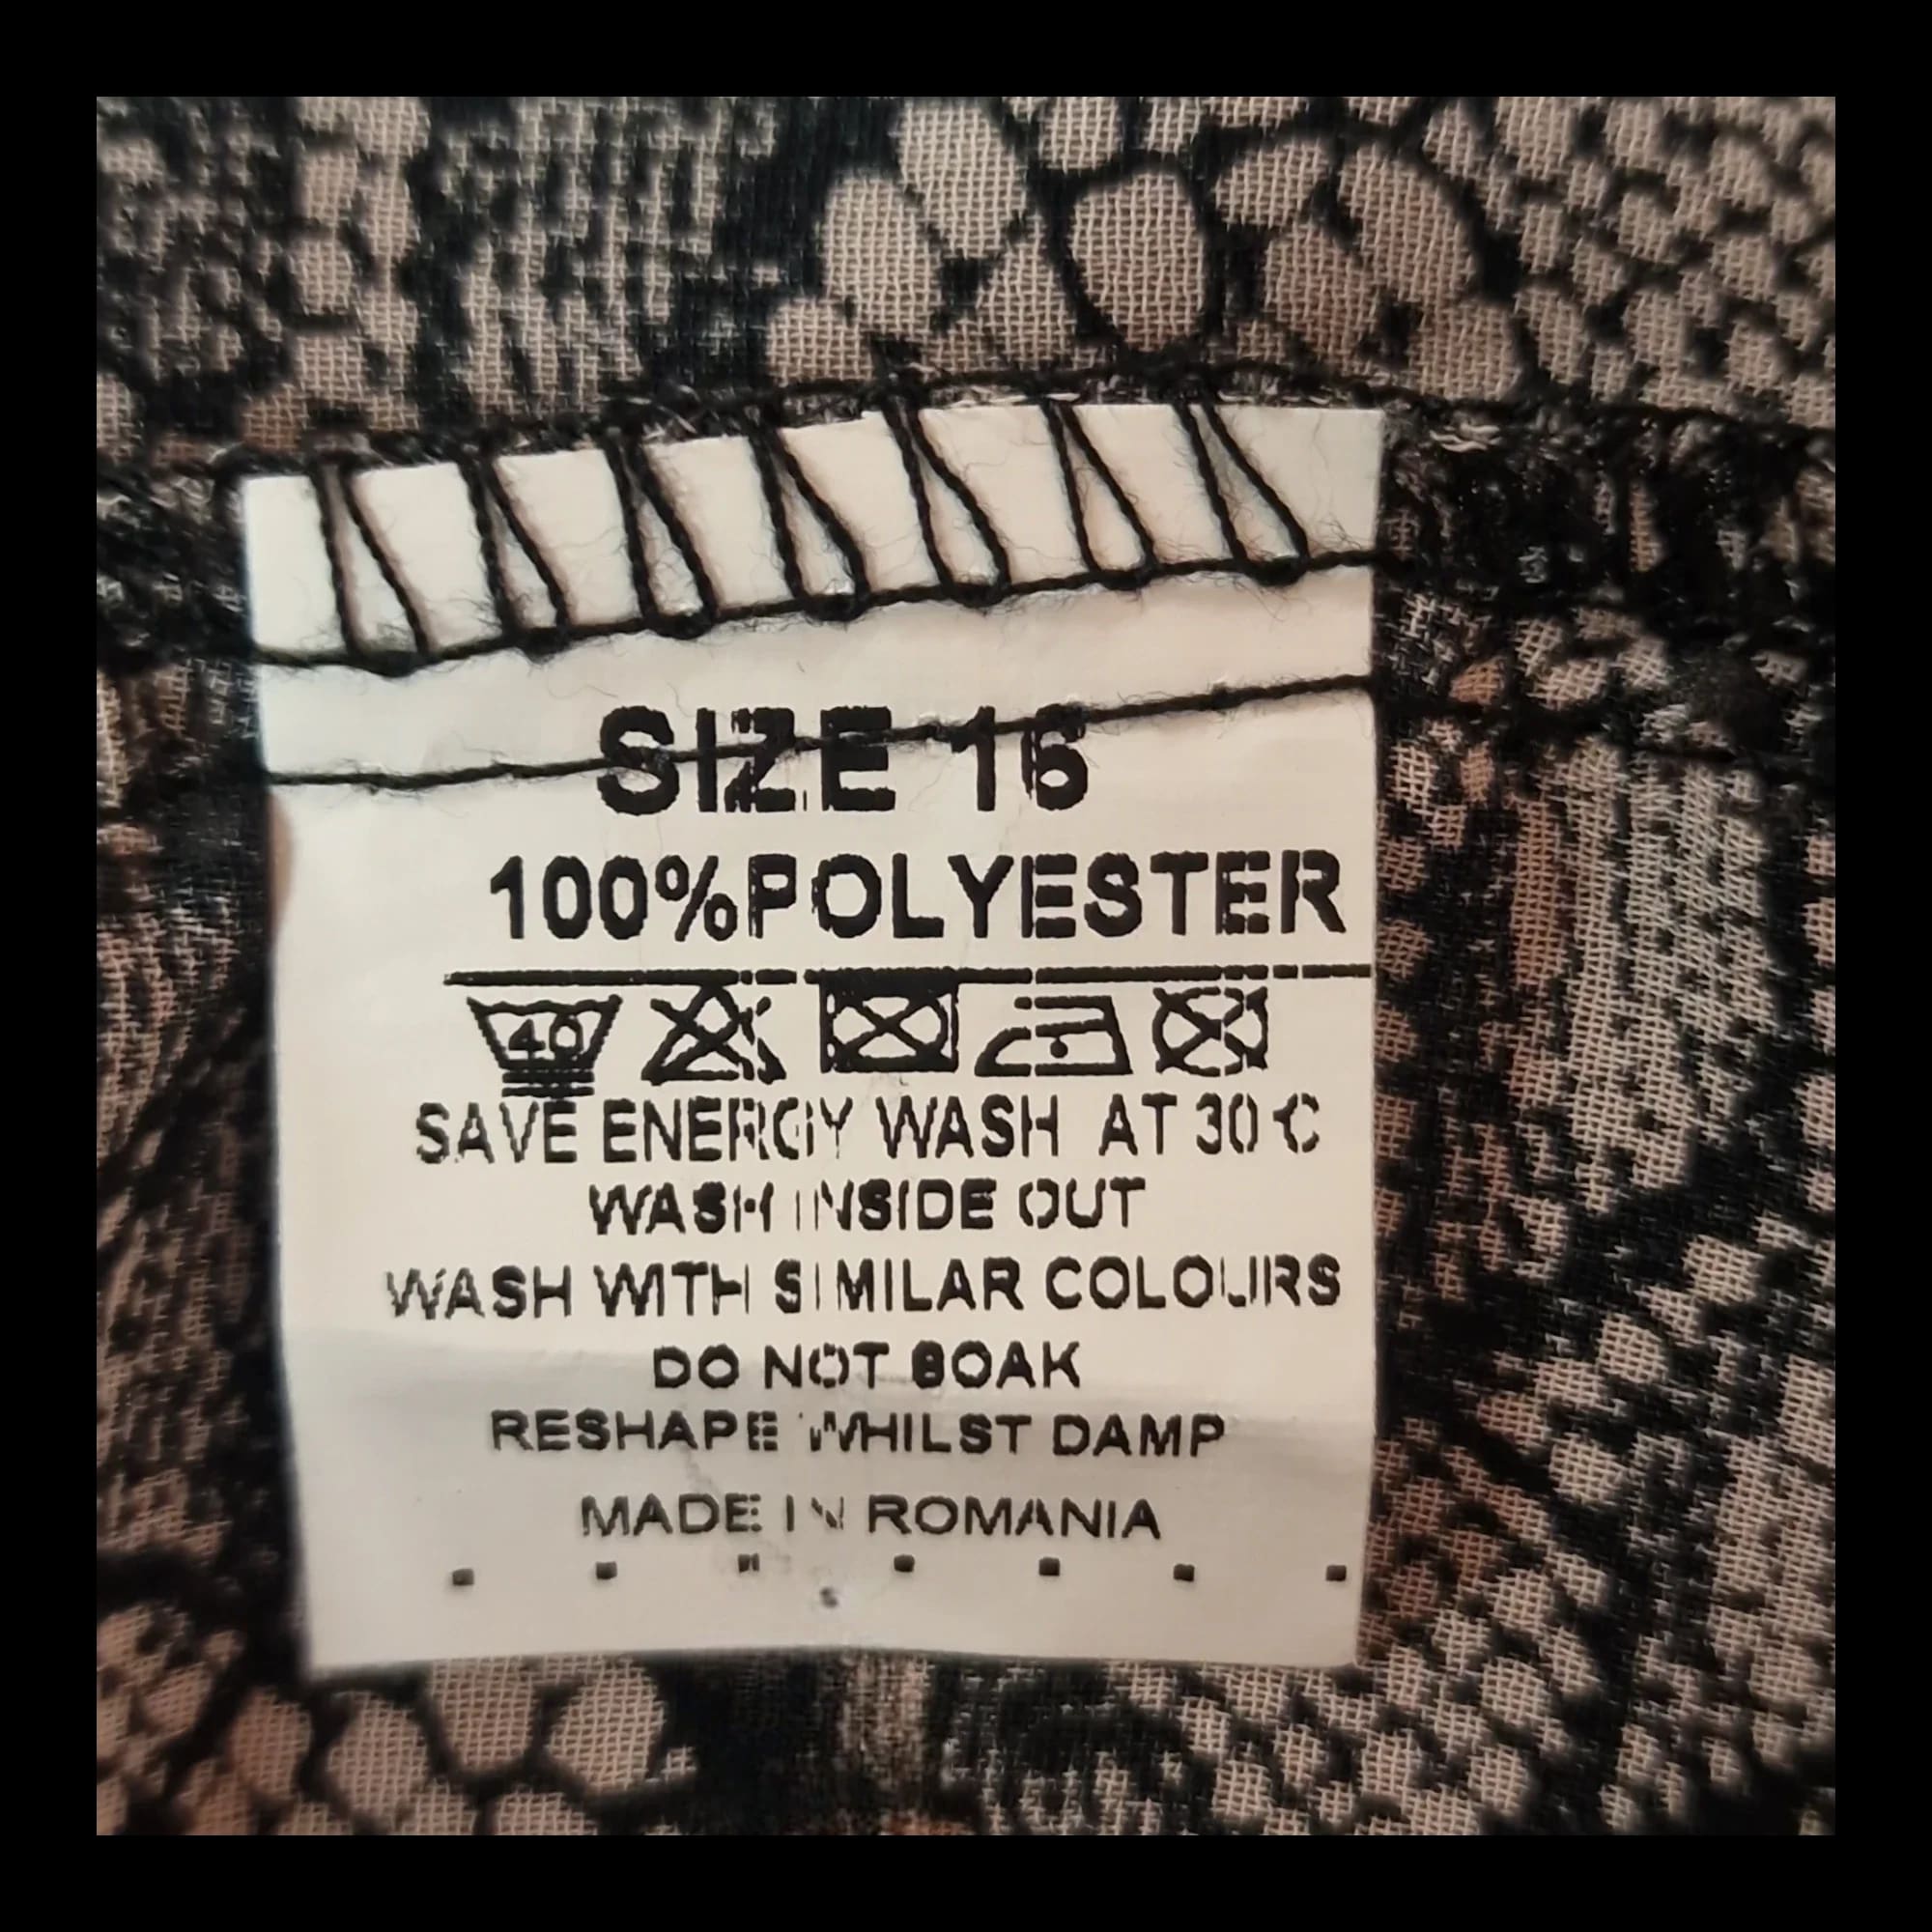 SIZE 16
100%POLYESTER
40
SAVE ENERGY WASH AT 30°C
WASH INSIDE OUT
WASH WITH SIMILAR COLOURS
DO NOT SOAK
RESHAPE WHILST DAMP
MADE IN ROMANIA